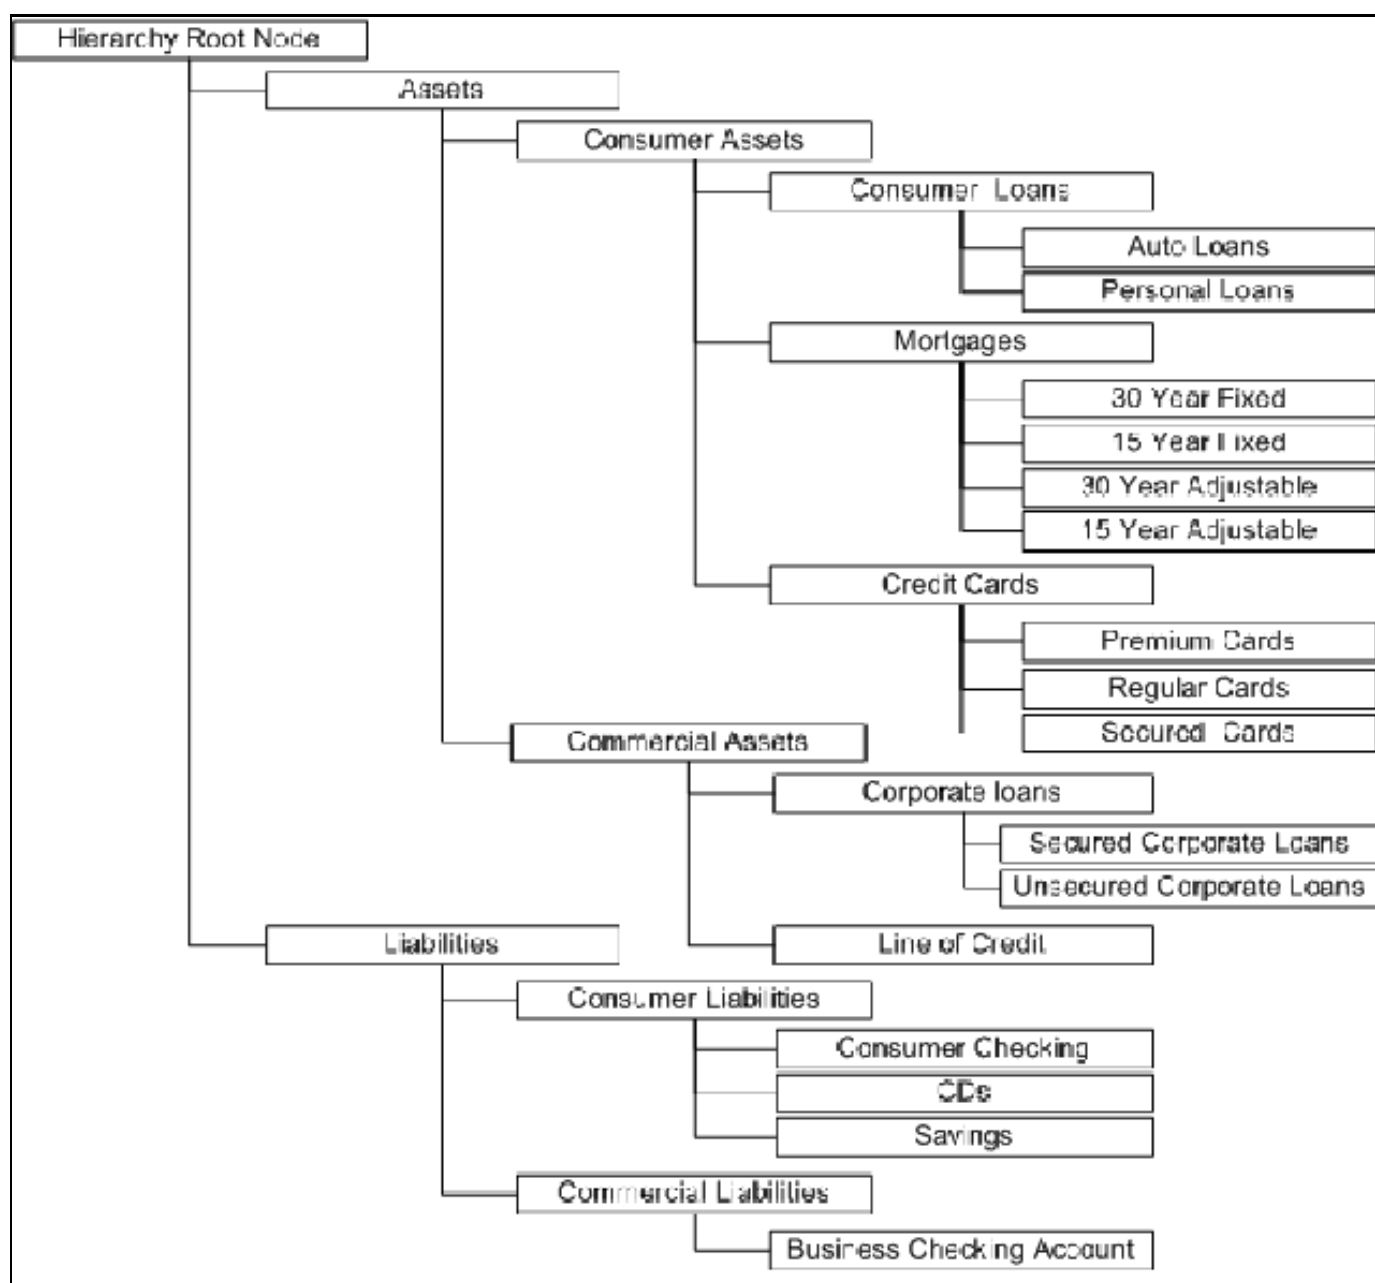 Hierarchy Root Node
Assets
Consumer Assets
Consumer Loans
Auto Loans
Personal Loans
Mortgages
30 Year Fixed
15 Year Fixed
30 Year Adjustable
15 Year Adjustable
Credit Cards
Premium Cards
Regular Cards
Secured Cards
Commercial Assets
Corporate loans
Secured Corporate Loans
Unsecured Corporate Loans
Line of Credit
Liabilities
Consumer Liabilities
Consumer Checking
CDs
Savings
Commercial Liabilities
Business Checking Account